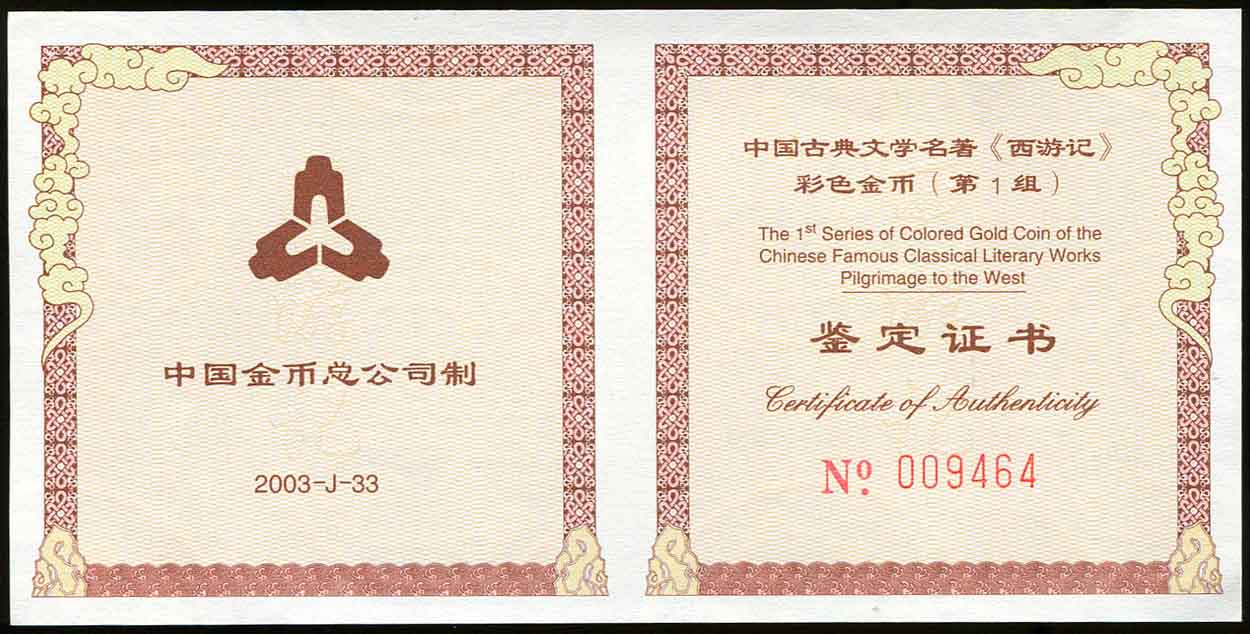 中国金币总公司制
2003-J-33
中国古典文学名著《西游记》
彩色金币（第1组）
The 1st Series of Colored Gold Coin of the
Chinese Famous Classical Literary Works
Pilgrimage to the West
鉴定证书
Certificate of Authenticity
Nº 009464